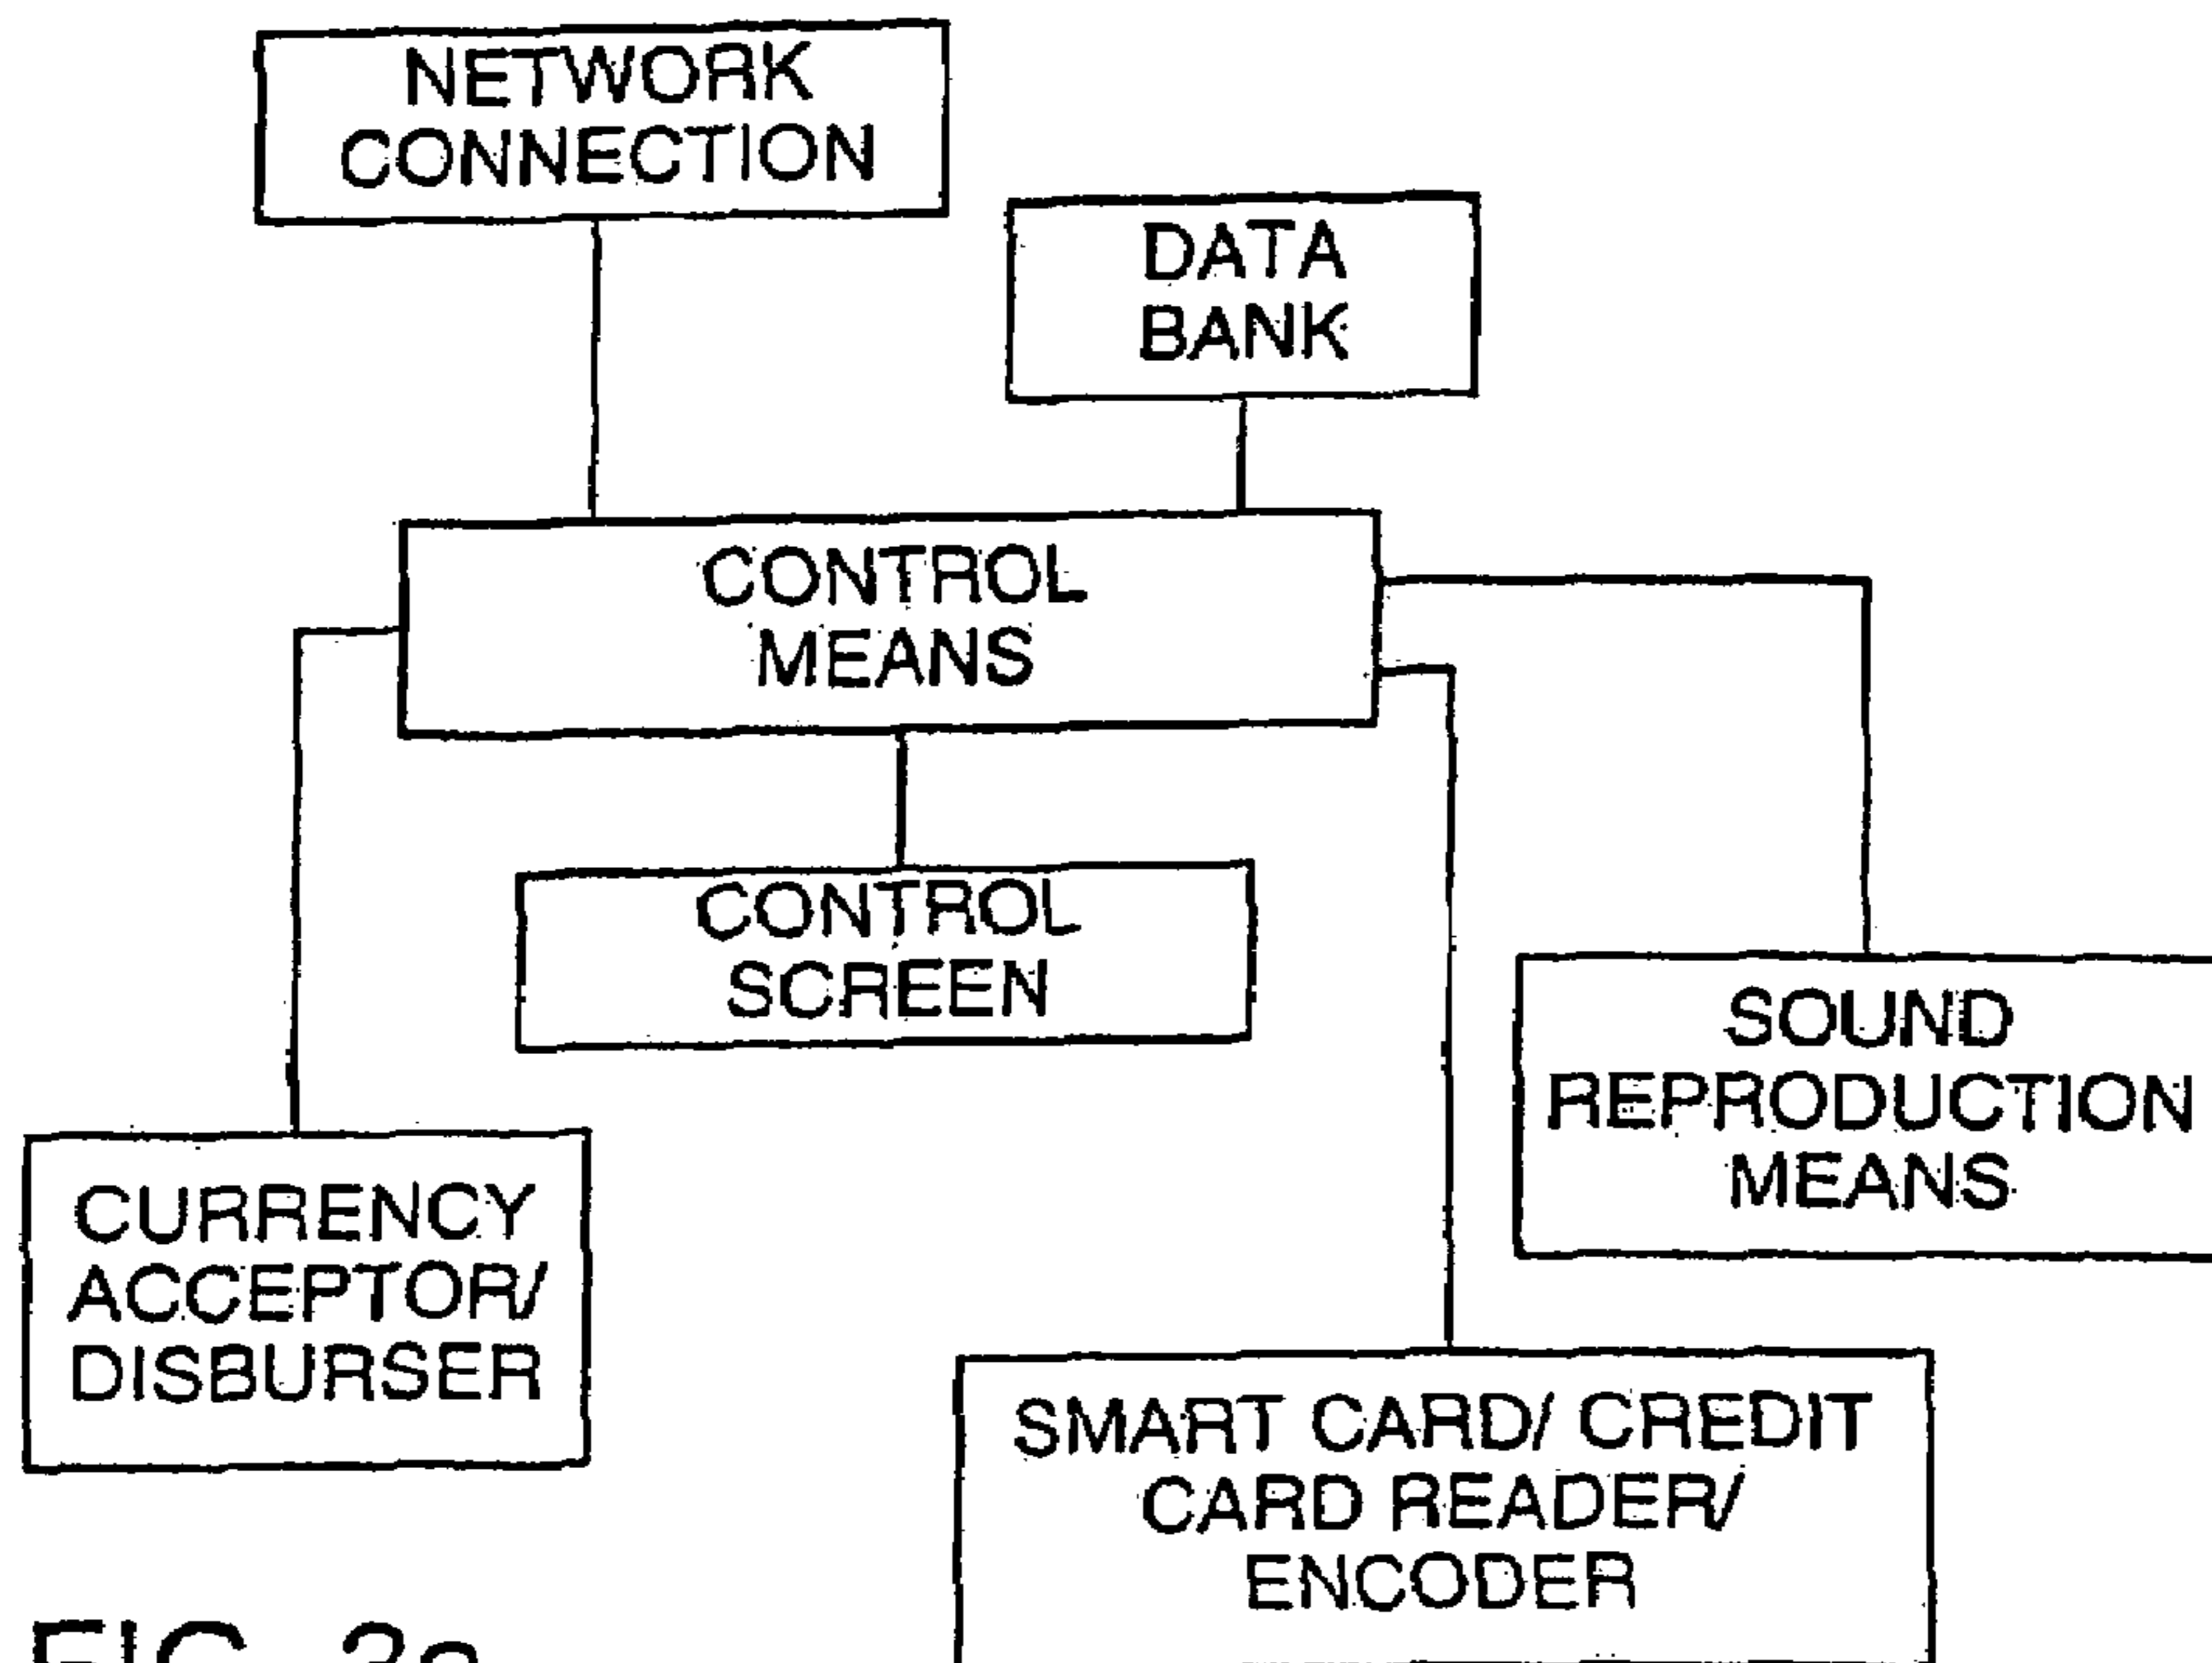 NETWORK
CONNECTION
DATA
BANK
CONTROL
MEANS
CONTROL
SCREEN
SOUND
REPRODUCTION
MEANS
CURRENCY
ACCEPTOR/
DISBURSER
SMART CARD/ CREDIT
CARD READER/
ENCODER
FIG.